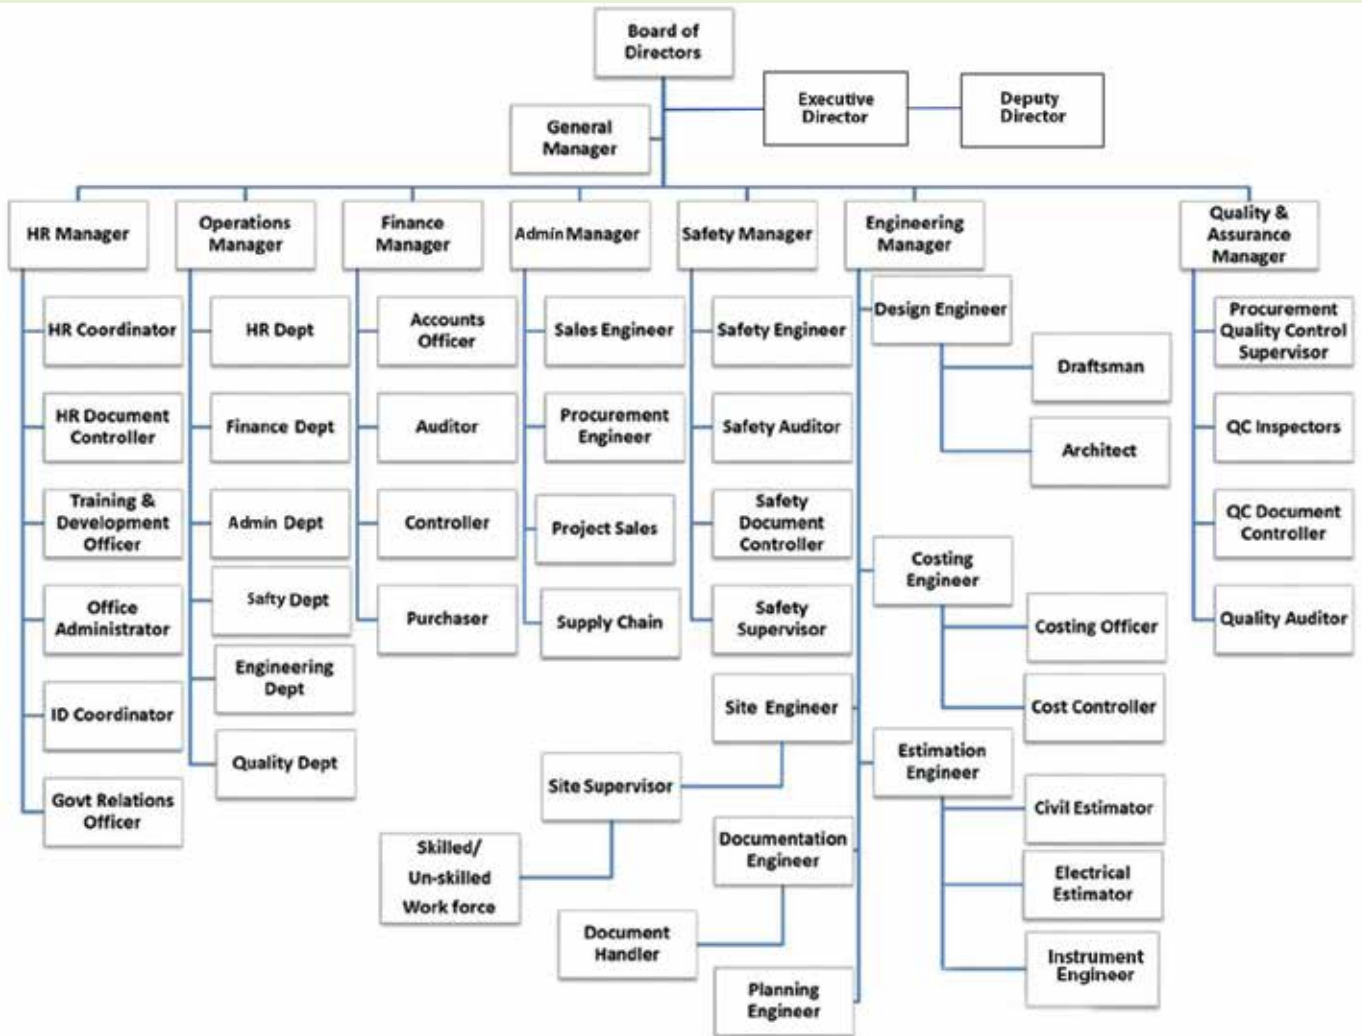 Board of
Directors
Executive
Director
Deputy
Director
General
Manager
HR Manager
Operations
Manager
Finance
Manager
Admin Manager
Safety Manager
Engineering
Manager
Quality &
Assurance
Manager
HR Coordinator
HR Document
Controller
Training &
Development
Officer
Office
Administrator
ID Coordinator
Govt Relations
Officer
HR Dept
Finance Dept
Admin Dept
Safty Dept
Engineering
Dept
Quality Dept
Accounts
Officer
Auditor
Controller
Purchaser
Sales Engineer
Procurement
Engineer
Project Sales
Supply Chain
Safety Engineer
Safety Auditor
Safety
Document
Controller
Safety
Supervisor
Design Engineer
Draftsman
Architect
Costing
Engineer
Costing Officer
Cost Controller
Site Engineer
Site Supervisor
Skilled/
Un-skilled
Work force
Estimation
Engineer
Civil Estimator
Electrical
Estimator
Instrument
Engineer
Documentation
Engineer
Document
Handler
Planning
Engineer
Procurement
Quality Control
Supervisor
QC Inspectors
QC Document
Controller
Quality Auditor